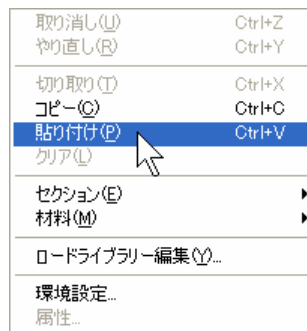 取り消し(U) Ctrl+Z
やり直し(R) Ctrl+Y
切り取り(T) Ctrl+X
コピー(C) Ctrl+C
貼り付け(P) Ctrl+V
クリア(L)
セクション(E)
材料(M)
ロードライブラリー編集(Y)...
環境設定...
属性...